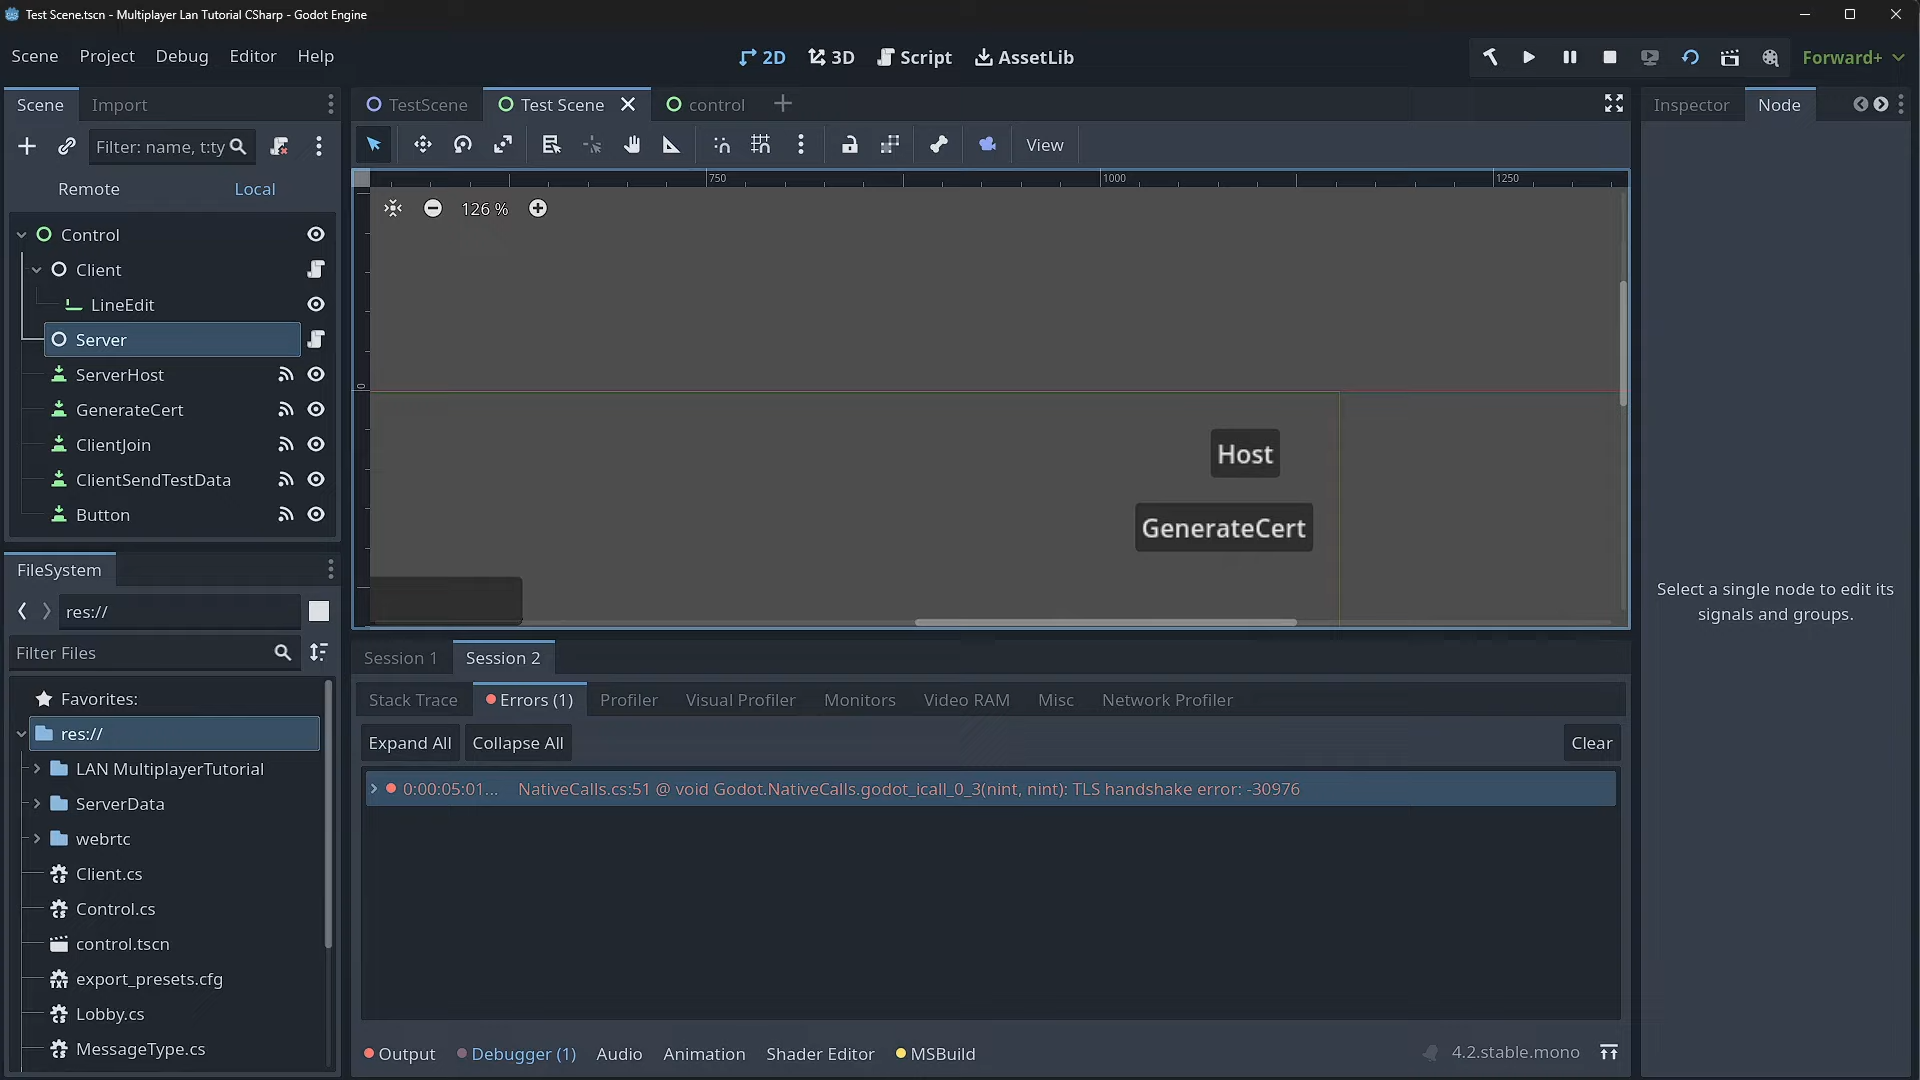 Test Scene.tscn - Multiplayer Lan Tutorial CSharp - Godot Engine
Scene Project Debug Editor Help
2D 3D Script AssetLib
Forward+
Scene Import
TestScene Test Scene control
Inspector Node
Filter: name, t:ty
View
Remote Local
750 1000 1250
126 %
Control
Client
LineEdit
Server
ServerHost
GenerateCert
ClientJoin
ClientSendTestData
Button
0
Host
GenerateCert
Select a single node to edit its
signals and groups.
FileSystem
res://
Filter Files
Favorites:
res://
LAN MultiplayerTutorial
ServerData
webrtc
Client.cs
Control.cs
control.tscn
export_presets.cfg
Lobby.cs
MessageType.cs
Session 1 Session 2
Stack Trace Errors (1) Profiler Visual Profiler Monitors Video RAM Misc Network Profiler
Expand All Collapse All Clear
0:00:05:01... NativeCalls.cs:51 @ void Godot.NativeCalls.godot_icall_0_3(nint, nint): TLS handshake error: -30976
Output Debugger (1) Audio Animation Shader Editor MSBuild
4.2.stable.mono